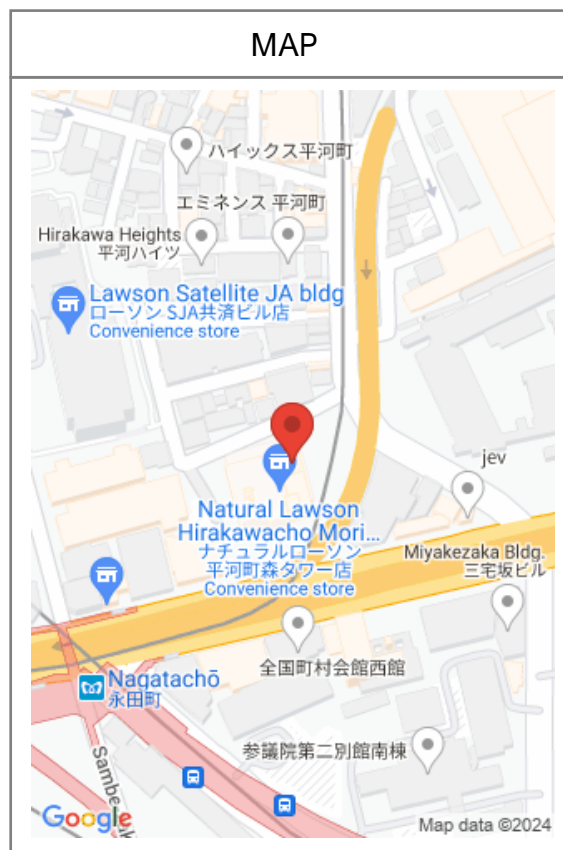 MAP
ハイックス平河町
エミネンス 平河町
Hirakawa Heights
平河ハイツ
Lawson Satellite JA bldg
ローソン SJA共済ビル店
Convenience store
jev
Natural Lawson
Hirakawacho Mori...
ナチュラルローソン
平河町森タワー店
Convenience store
Miyakezaka Bldg.
三宅坂ビル
全国町村会館西館
Nagatachō
永田町
参議院第二別館南棟
Google
Map data ©2024